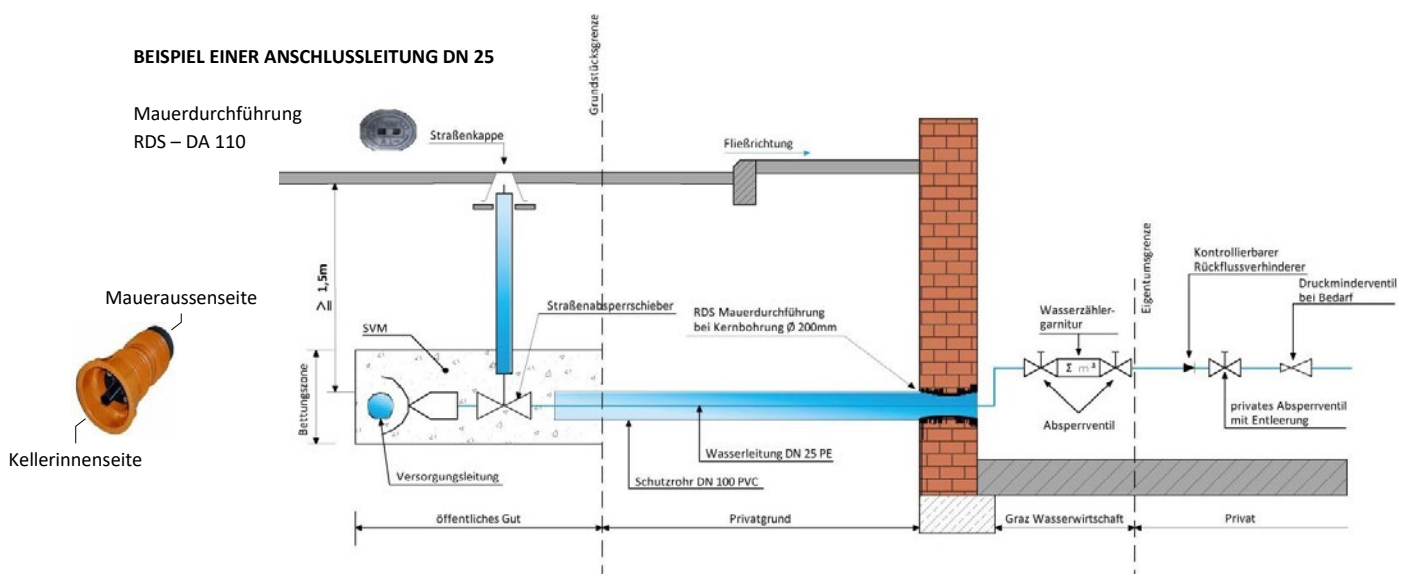 BEISPIEL EINER ANSCHLUSSLEITUNG DN 25
Mauerdurchführung
RDS – DA 110
Grundstücksgrenze
Straßenkappe
Fließrichtung
≥ 1,5m
Maueraussenseite
Kellerinnenseite
SVM
Bettungszone
Straßenabsperrschieber
RDS Mauerdurchführung
bei Kernbohrung Ø 200mm
Wasserzähler-
garnitur
Σ m³
Absperrventil
Eigentumsgrenze
Kontrollierbarer
Rückflussverhinderer
Druckminderventil
bei Bedarf
privates Absperrventil
mit Entleerung
Versorgungsleitung
Wasserleitung DN 25 PE
Schutzrohr DN 100 PVC
öffentliches Gut
Privatgrund
Graz Wasserwirtschaft
Privat